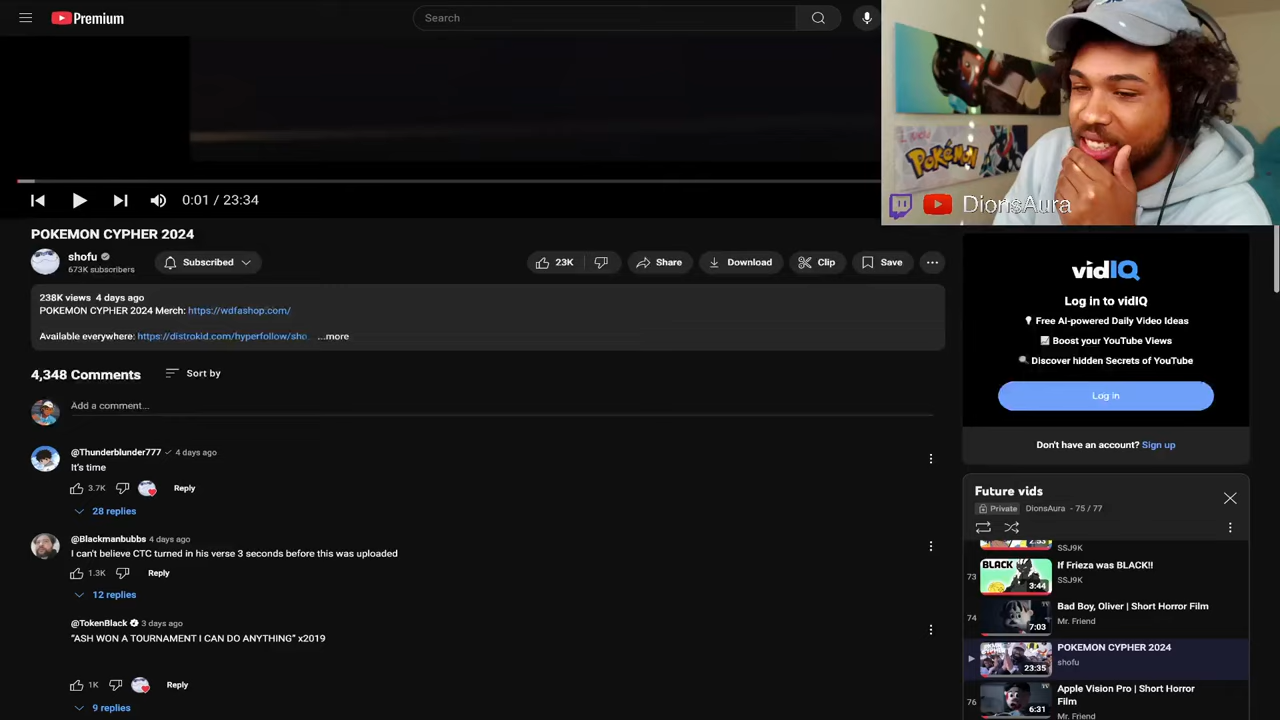 Premium
Search
POKÉMON
DionsAura
0:01 / 23:34
POKEMON CYPHER 2024
shofu
673K subscribers
Subscribed
23K
Share
Download
Clip
Save
238K views 4 days ago
POKEMON CYPHER 2024 Merch: https://wdfashop.com/
Available everywhere: https://distrokid.com/hyperfollow/sho... ...more
4,348 Comments
Sort by
Add a comment...
@Thunderblunder777 4 days ago
It's time
3.7K
Reply
28 replies
@Blackmanbubbs 4 days ago
I can't believe CTC turned in his verse 3 seconds before this was uploaded
1.3K
Reply
12 replies
@TokenBlack 3 days ago
"ASH WON A TOURNAMENT I CAN DO ANYTHING" x2019
1K
Reply
9 replies
vidIQ
Log in to vidIQ
Free AI-powered Daily Video Ideas
Boost your YouTube Views
Discover hidden Secrets of YouTube
Log in
Don't have an account? Sign up
Future vids
Private DionsAura - 75 / 77
2:53
SSJ9K
73
BLACK
3:44
If Frieza was BLACK!!
SSJ9K
74
7:03
Bad Boy, Oliver | Short Horror Film
Mr. Friend
23:35
POKEMON CYPHER 2024
shofu
76
6:31
Apple Vision Pro | Short Horror
Film
Mr. Friend